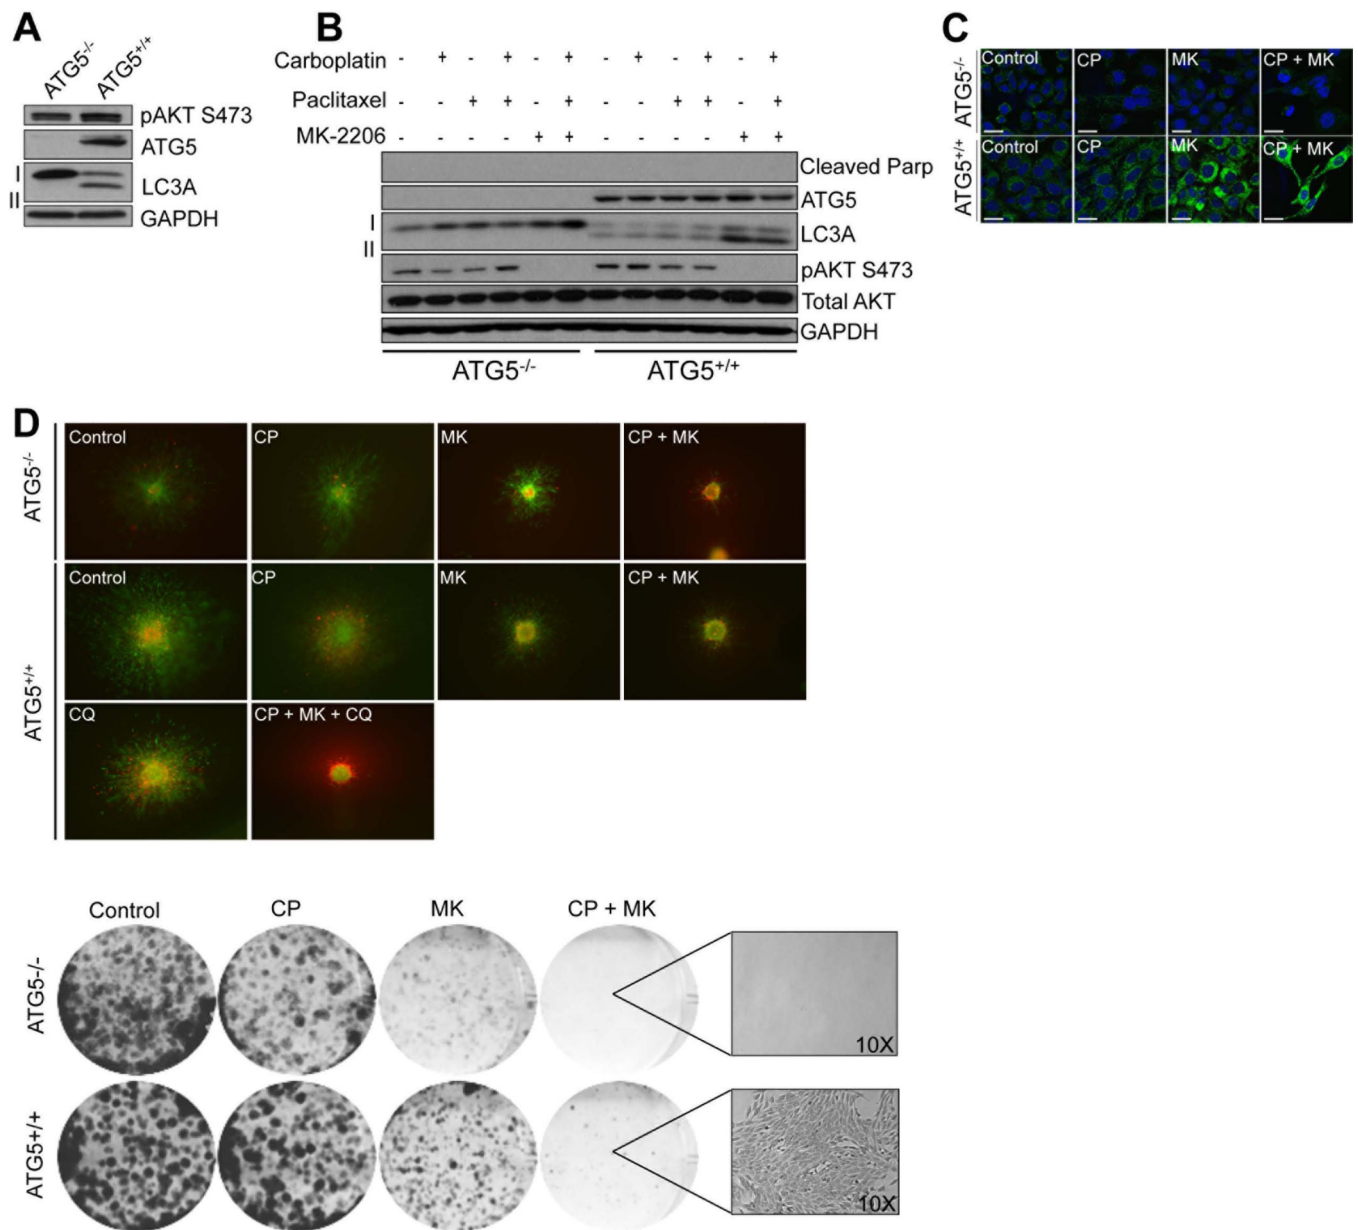 A
ATG5-/-
ATG5+/+
pAKT S473
ATG5
I
LC3A
II
GAPDH
B
Carboplatin - + - + - + - + - + - +
Paclitaxel - - + + - + - - + + - +
MK-2206 - - - - + + - - - - + +
Cleaved Parp
ATG5
I
LC3A
II
pAKT S473
Total AKT
GAPDH
ATG5-/- ATG5+/+
C
ATG5-/-
Control CP MK CP + MK
ATG5+/+
Control CP MK CP + MK
D
ATG5-/-
Control CP MK CP + MK
ATG5+/+
Control CP MK CP + MK
CQ CP + MK + CQ
Control CP MK CP + MK
ATG5-/-
10X
ATG5+/+
10X